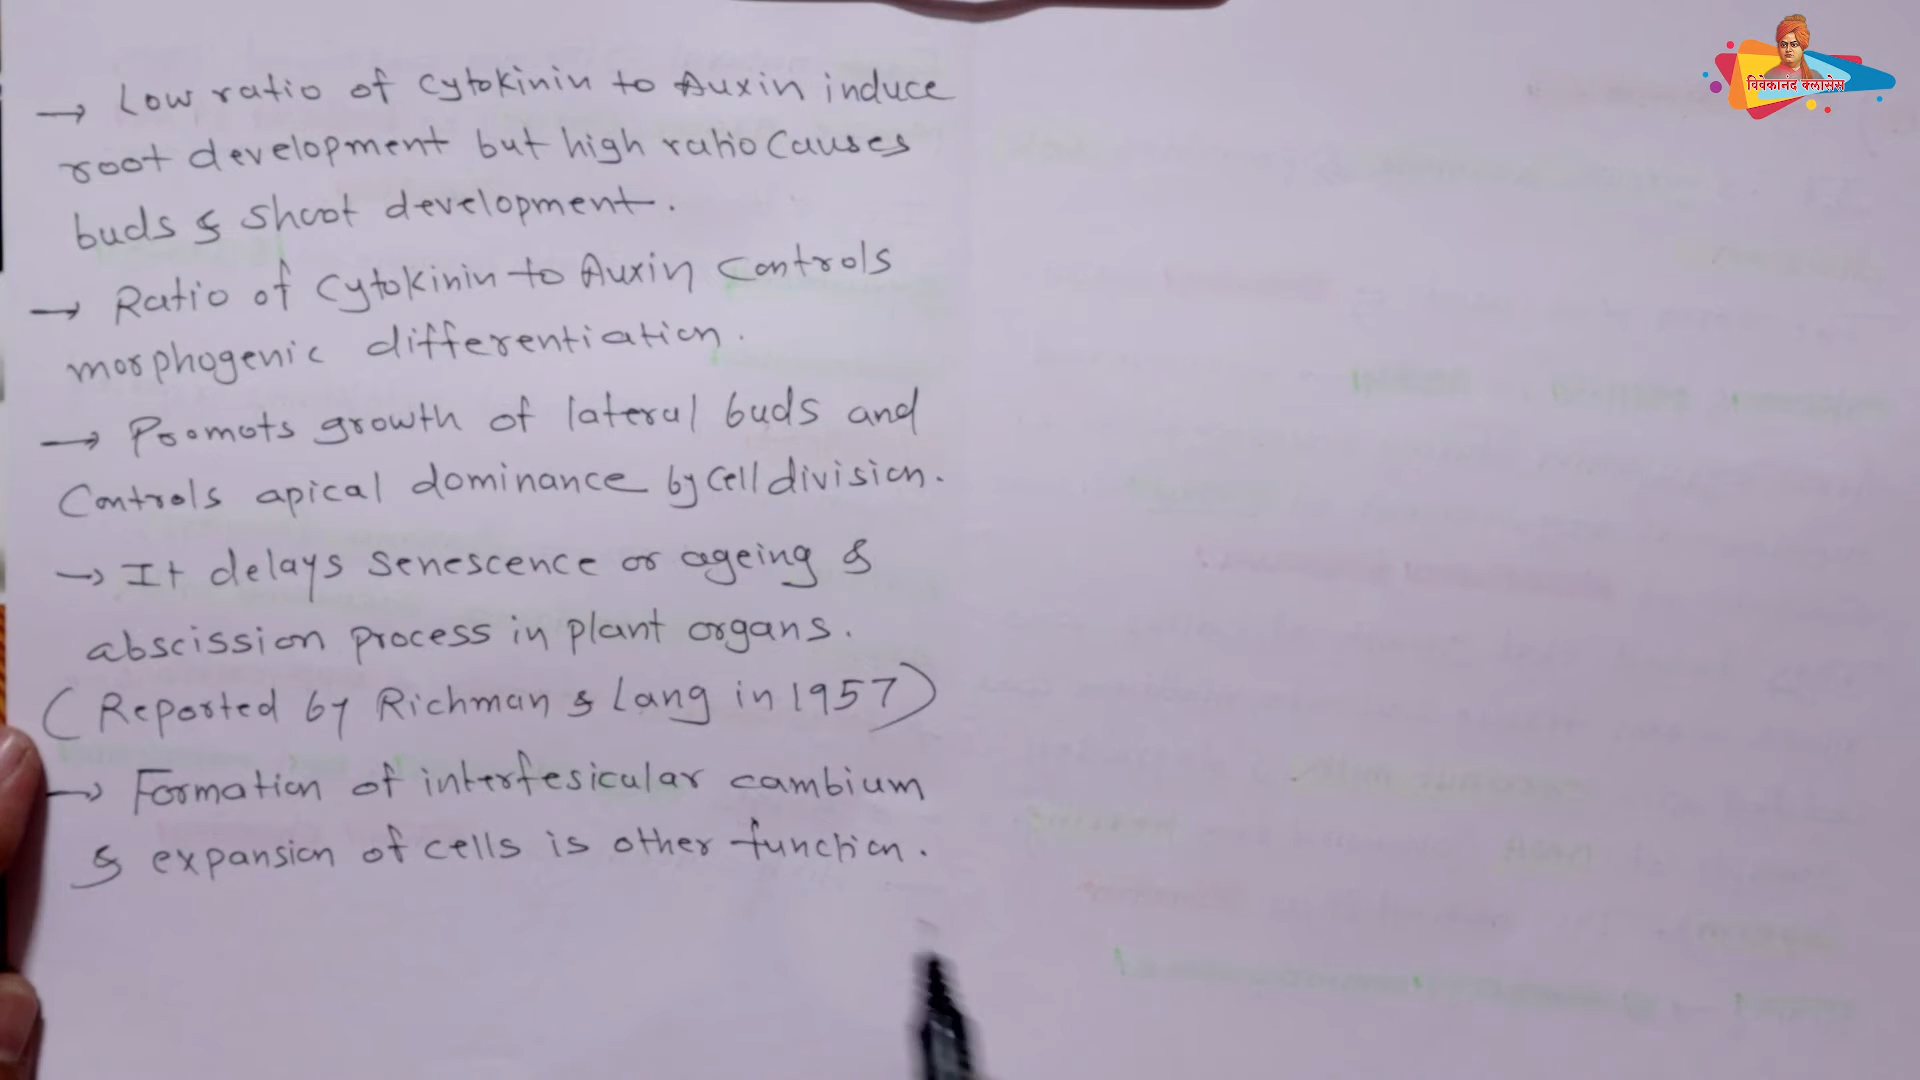 → Low ratio of Cytokinin to Auxin induce
root development but high ratio Causes
buds & Shoot development.
→ Ratio of Cytokinin to Auxin Controls
morphogenic differentiation.
→ Promots growth of lateral buds and
Controls apical dominance by Cell division.
→ It delays Senescence or ageing &
abscission process in plant organs.
(Reported by Richman & Lang in 1957)
→ Formation of interfesicular cambium
& expansion of cells is other function.
विवेकानंद क्लासेस